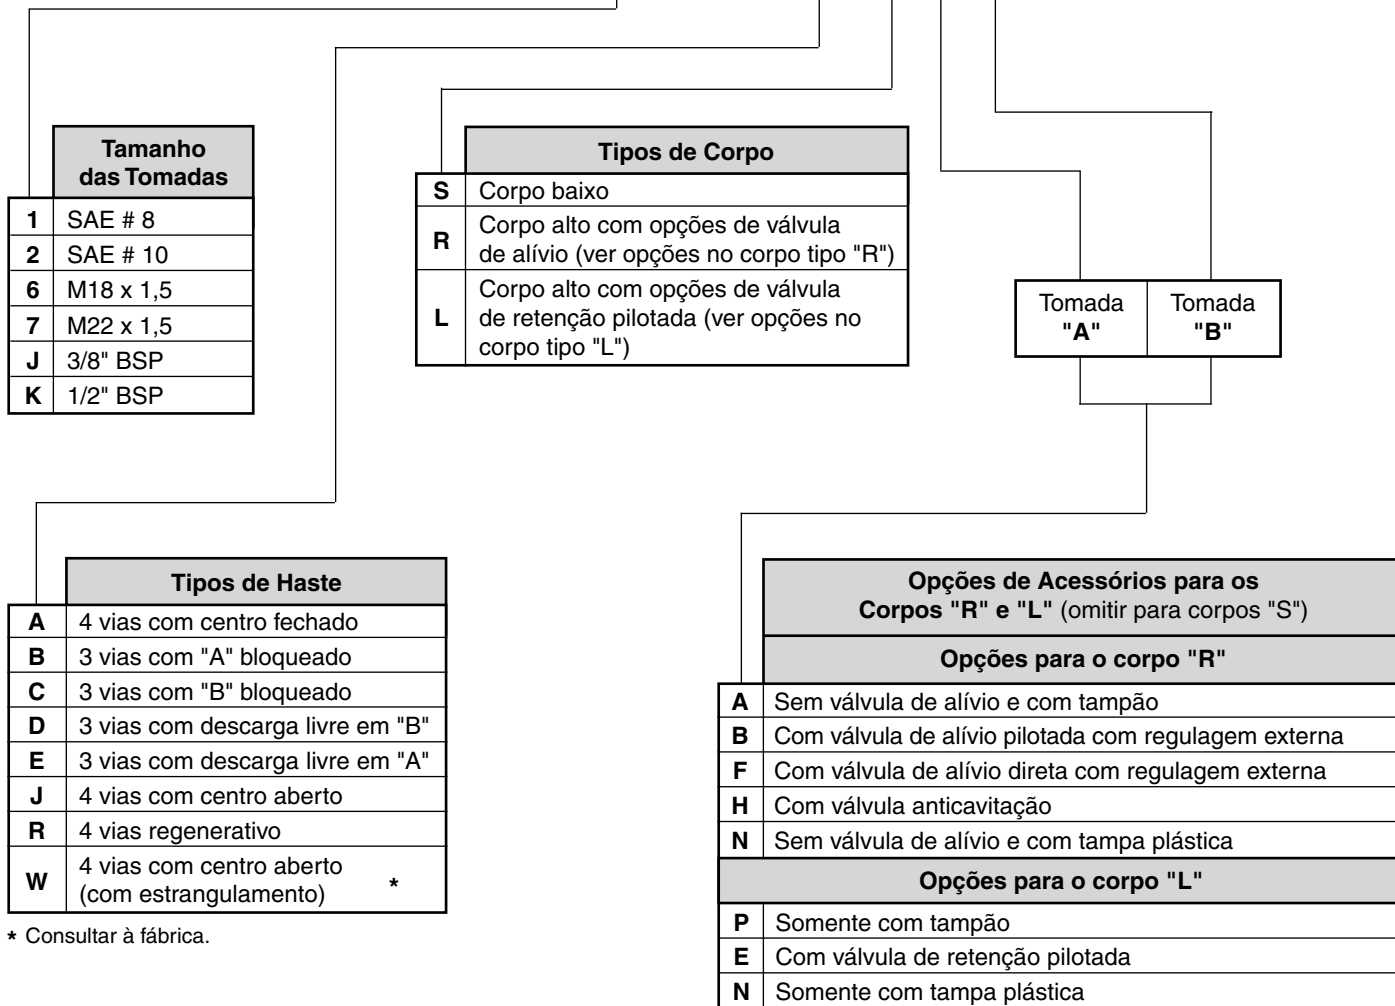 Tamanho
das Tomadas
1 SAE # 8
2 SAE # 10
6 M18 x 1,5
7 M22 x 1,5
J 3/8" BSP
K 1/2" BSP
Tipos de Corpo
S Corpo baixo
R Corpo alto com opções de válvula
de alívio (ver opções no corpo tipo "R")
L Corpo alto com opções de válvula
de retenção pilotada (ver opções no
corpo tipo "L")
Tomada
"A"
Tomada
"B"
Tipos de Haste
A 4 vias com centro fechado
B 3 vias com "A" bloqueado
C 3 vias com "B" bloqueado
D 3 vias com descarga livre em "B"
E 3 vias com descarga livre em "A"
J 4 vias com centro aberto
R 4 vias regenerativo
W 4 vias com centro aberto
(com estrangulamento) *
* Consultar à fábrica.
Opções de Acessórios para os
Corpos "R" e "L" (omitir para corpos "S")
Opções para o corpo "R"
A Sem válvula de alívio e com tampão
B Com válvula de alívio pilotada com regulagem externa
F Com válvula de alívio direta com regulagem externa
H Com válvula anticavitação
N Sem válvula de alívio e com tampa plástica
Opções para o corpo "L"
P Somente com tampão
E Com válvula de retenção pilotada
N Somente com tampa plástica